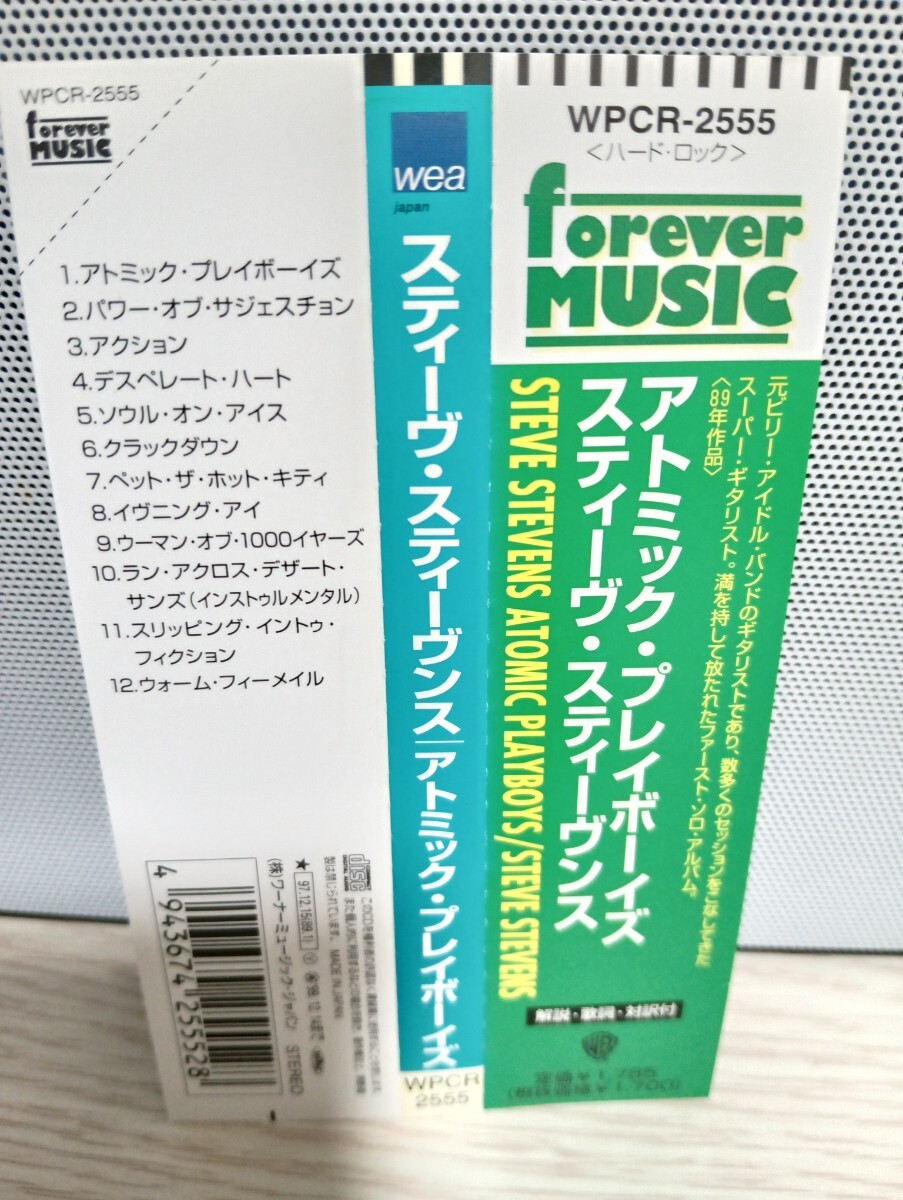 WPCR-2555
forever
MUSIC
1.アトミック・プレイボーイズ
2.パワー・オブ・サジェスチョン
3.アクション
4.デスペレート・ハート
5.ソウル・オン・アイス
6.クラックダウン
7.ペット・ザ・ホット・キティ
8.イヴニング・アイ
9.ウーマン・オブ・1000イヤーズ
10.ラン・アクロス・デザート・
サンズ(インストゥルメンタル)
11.スリッピング・イントゥ・
フィクション
12.ウォーム・フィーメイル
COMPACT
disc
DIGITAL AUDIO
MADE IN JAPAN.
★ 97.12.15(89.1)
(株)ワーナーミュージック・ジャパン STEREO
4943674255528
wea
japan
スティーヴ・スティーヴンス|アトミック・プレイボーイズ
WPCR
2555
WPCR-2555
〈ハード・ロック〉
forever
MUSIC
元ビリー・アイドル・バンドのギタリストであり、数多くのセッションをこなしてきた
スーパー・ギタリスト。満を持して放たれたファースト・ソロ・アルバム。
〈89年作品〉
アトミック・プレイボーイズ
スティーヴ・スティーヴンス
STEVE STEVENS ATOMIC PLAYBOYS/STEVE STEVENS
解説・歌詞・対訳付